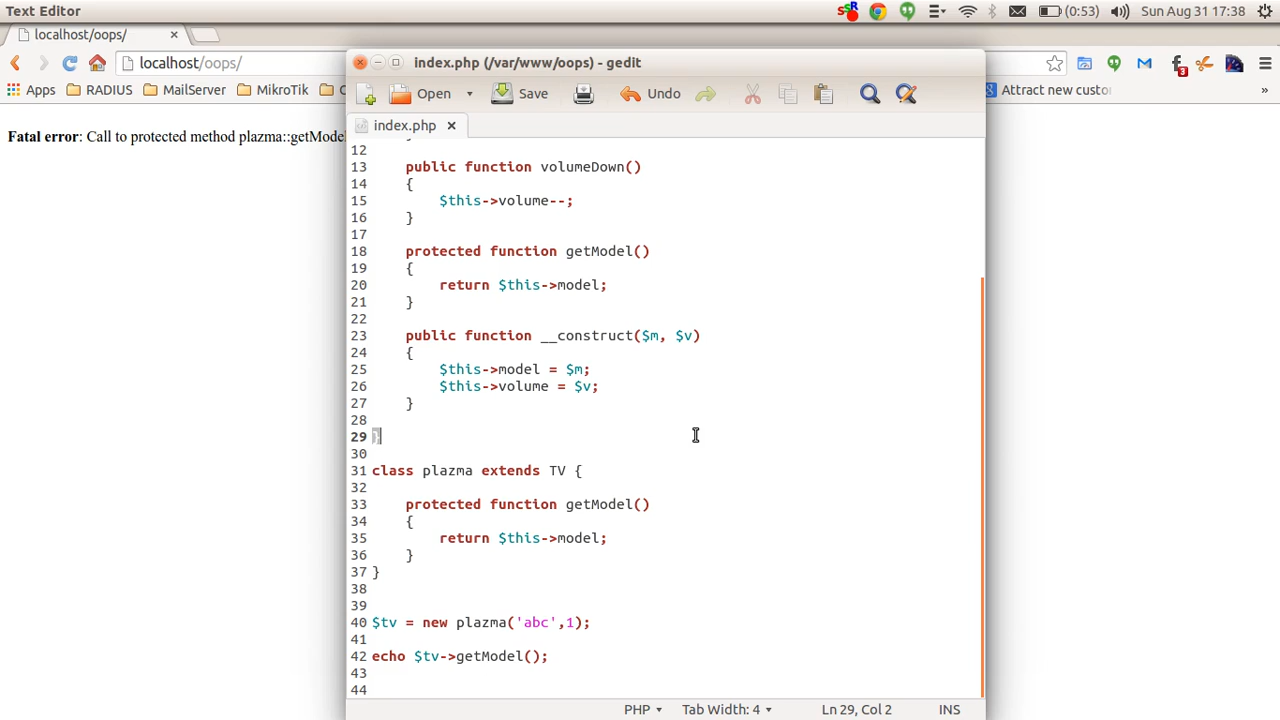 Text Editor
(0:53)
Sun Aug 31 17:38
localhost/oops/
localhost/oops/
3
Apps
RADIUS
MailServer
MikroTik
Attract new custo
»
index.php (/var/www/oops) - gedit
Open
Save
Undo
index.php
Fatal error: Call to protected method plazma::getModel
12
13 public function volumeDown()
14 {
15 $this->volume--;
16 }
17
18 protected function getModel()
19 {
20 return $this->model;
21 }
22
23 public function __construct($m, $v)
24 {
25 $this->model = $m;
26 $this->volume = $v;
27 }
28
29 }
30
31 class plazma extends TV {
32
33 protected function getModel()
34 {
35 return $this->model;
36 }
37 }
38
39
40 $tv = new plazma('abc',1);
41
42 echo $tv->getModel();
43
44
PHP
Tab Width: 4
Ln 29, Col 2
INS